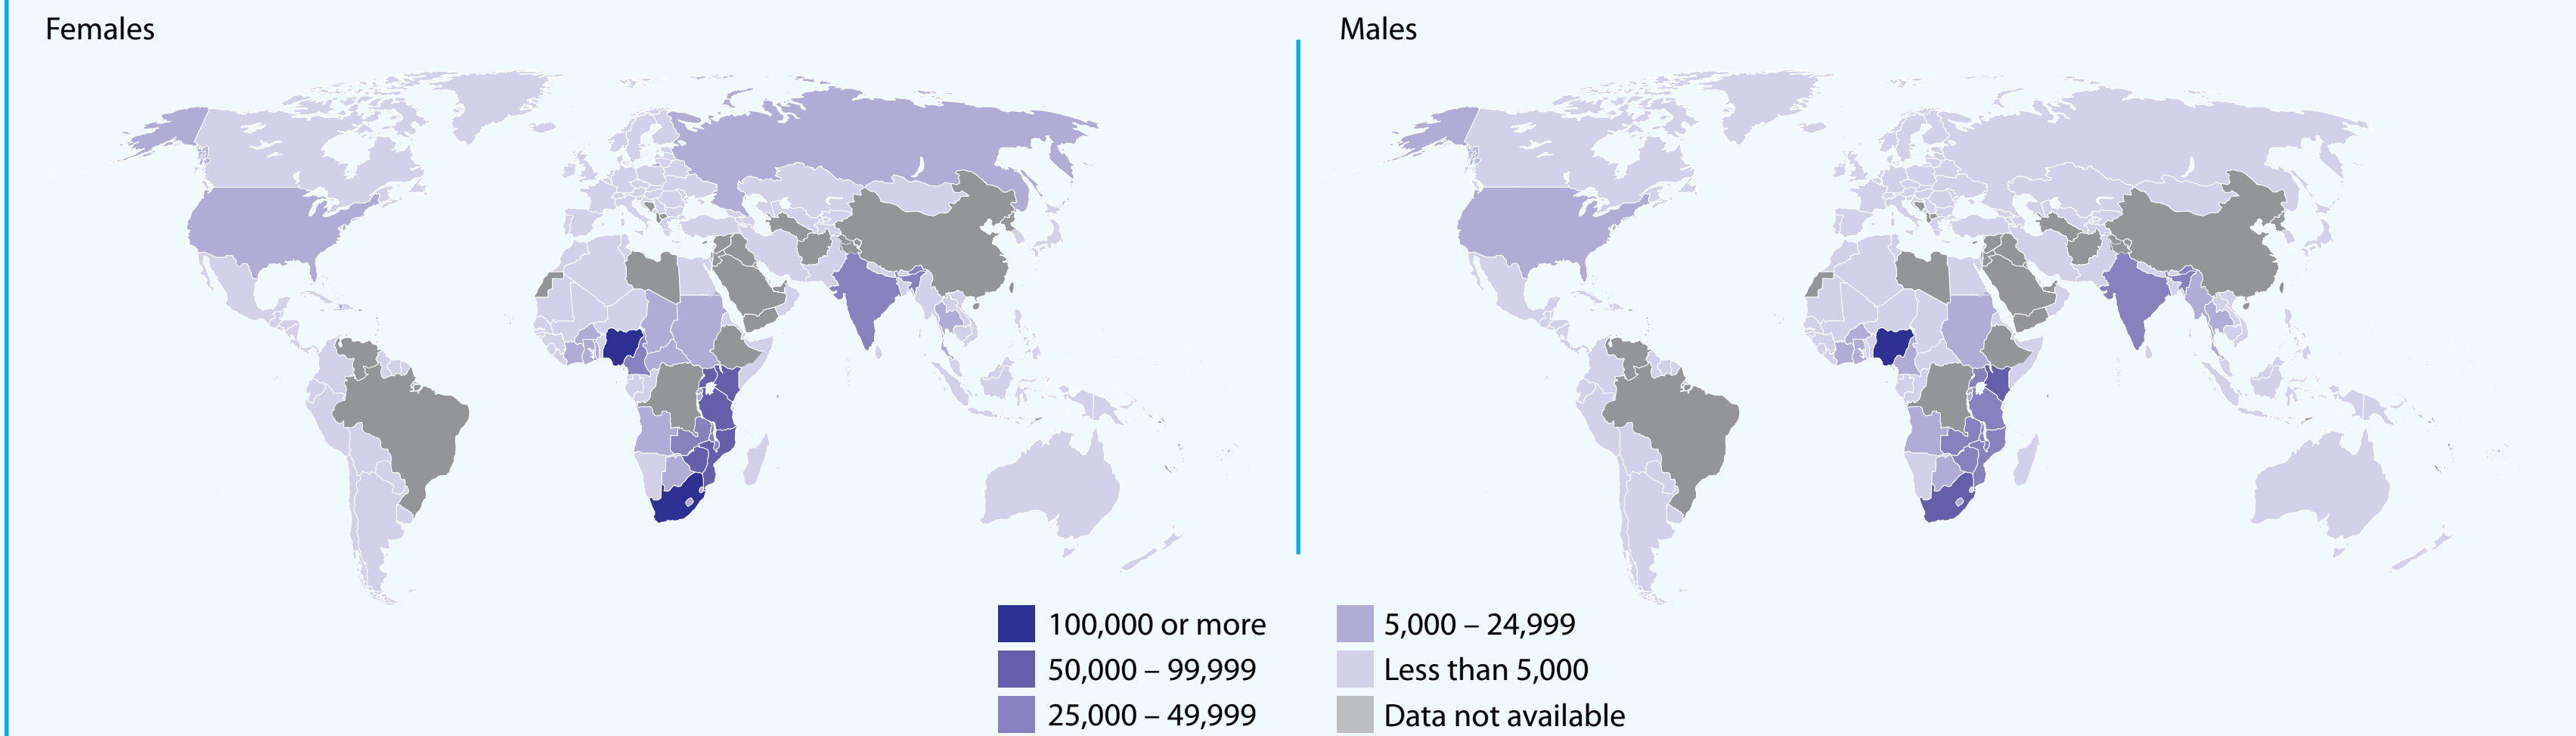 Females
Males
100,000 or more
50,000 – 99,999
25,000 – 49,999
5,000 – 24,999
Less than 5,000
Data not available